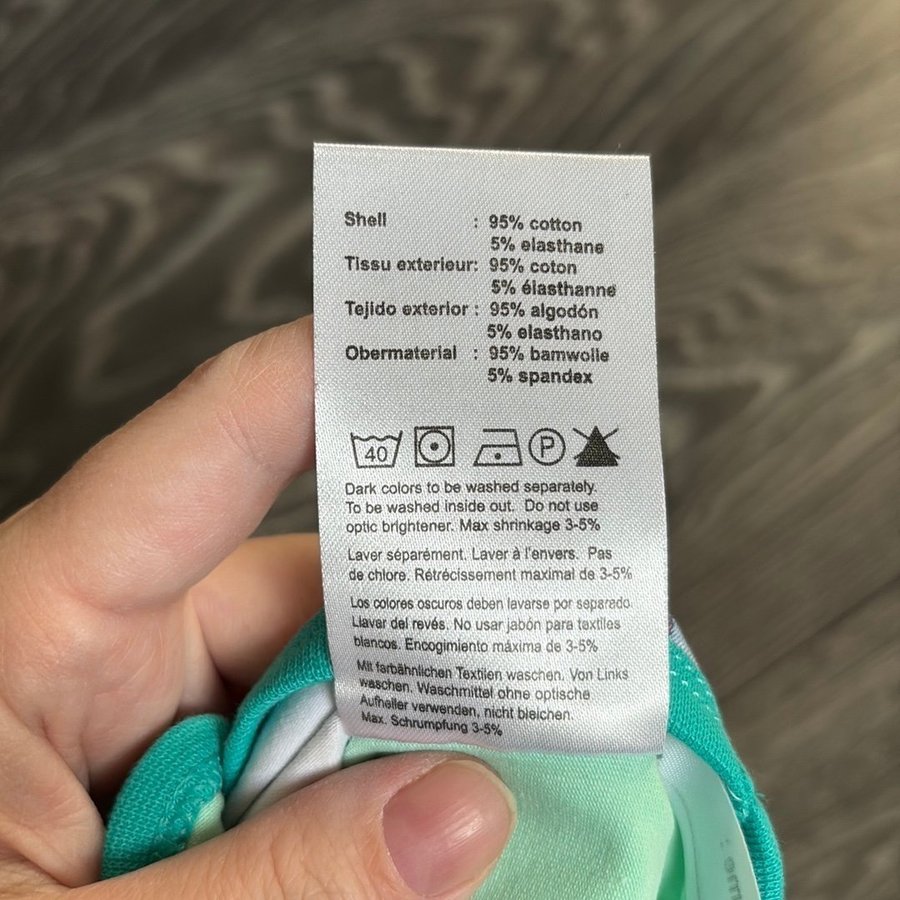 Shell : 95% cotton
5% elasthane
Tissu exterieur: 95% coton
5% élasthanne
Tejido exterior : 95% algodón
5% elasthano
Obermaterial : 95% bamwolle
5% spandex
40 P
Dark colors to be washed separately.
To be washed inside out. Do not use
optic brightener. Max shrinkage 3-5%
Laver séparément. Laver à l'envers. Pas
de chlore. Rétrécissement maximal de 3-5%
Los colores oscuros deben lavarse por separado.
Llavar del revés. No usar jabón para textiles
blancos. Encogimiento máxima de 3-5%
Mit farbähnlichen Textilien waschen. Von Links
waschen. Waschmittel ohne optische
Aufheller verwenden, nicht bleichen.
Max. Schrumpfung 3-5%